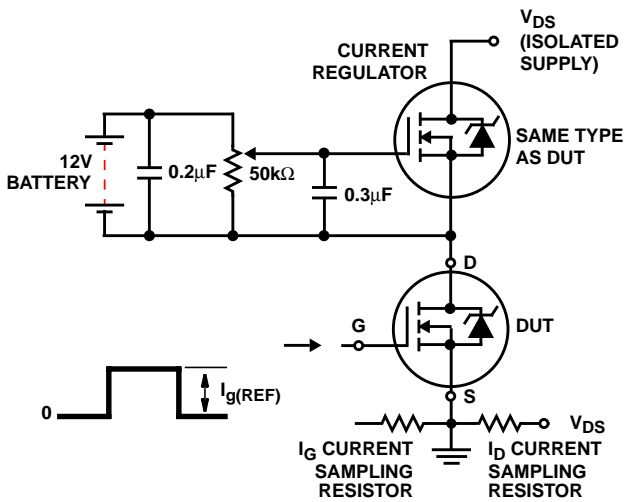 V_DS
(ISOLATED
SUPPLY)
CURRENT
REGULATOR
SAME TYPE
AS DUT
12V
BATTERY
0.2µF
50kΩ
0.3µF
D
G
DUT
S
0
I_g(REF)
V_DS
I_G CURRENT
SAMPLING
RESISTOR
I_D CURRENT
SAMPLING
RESISTOR